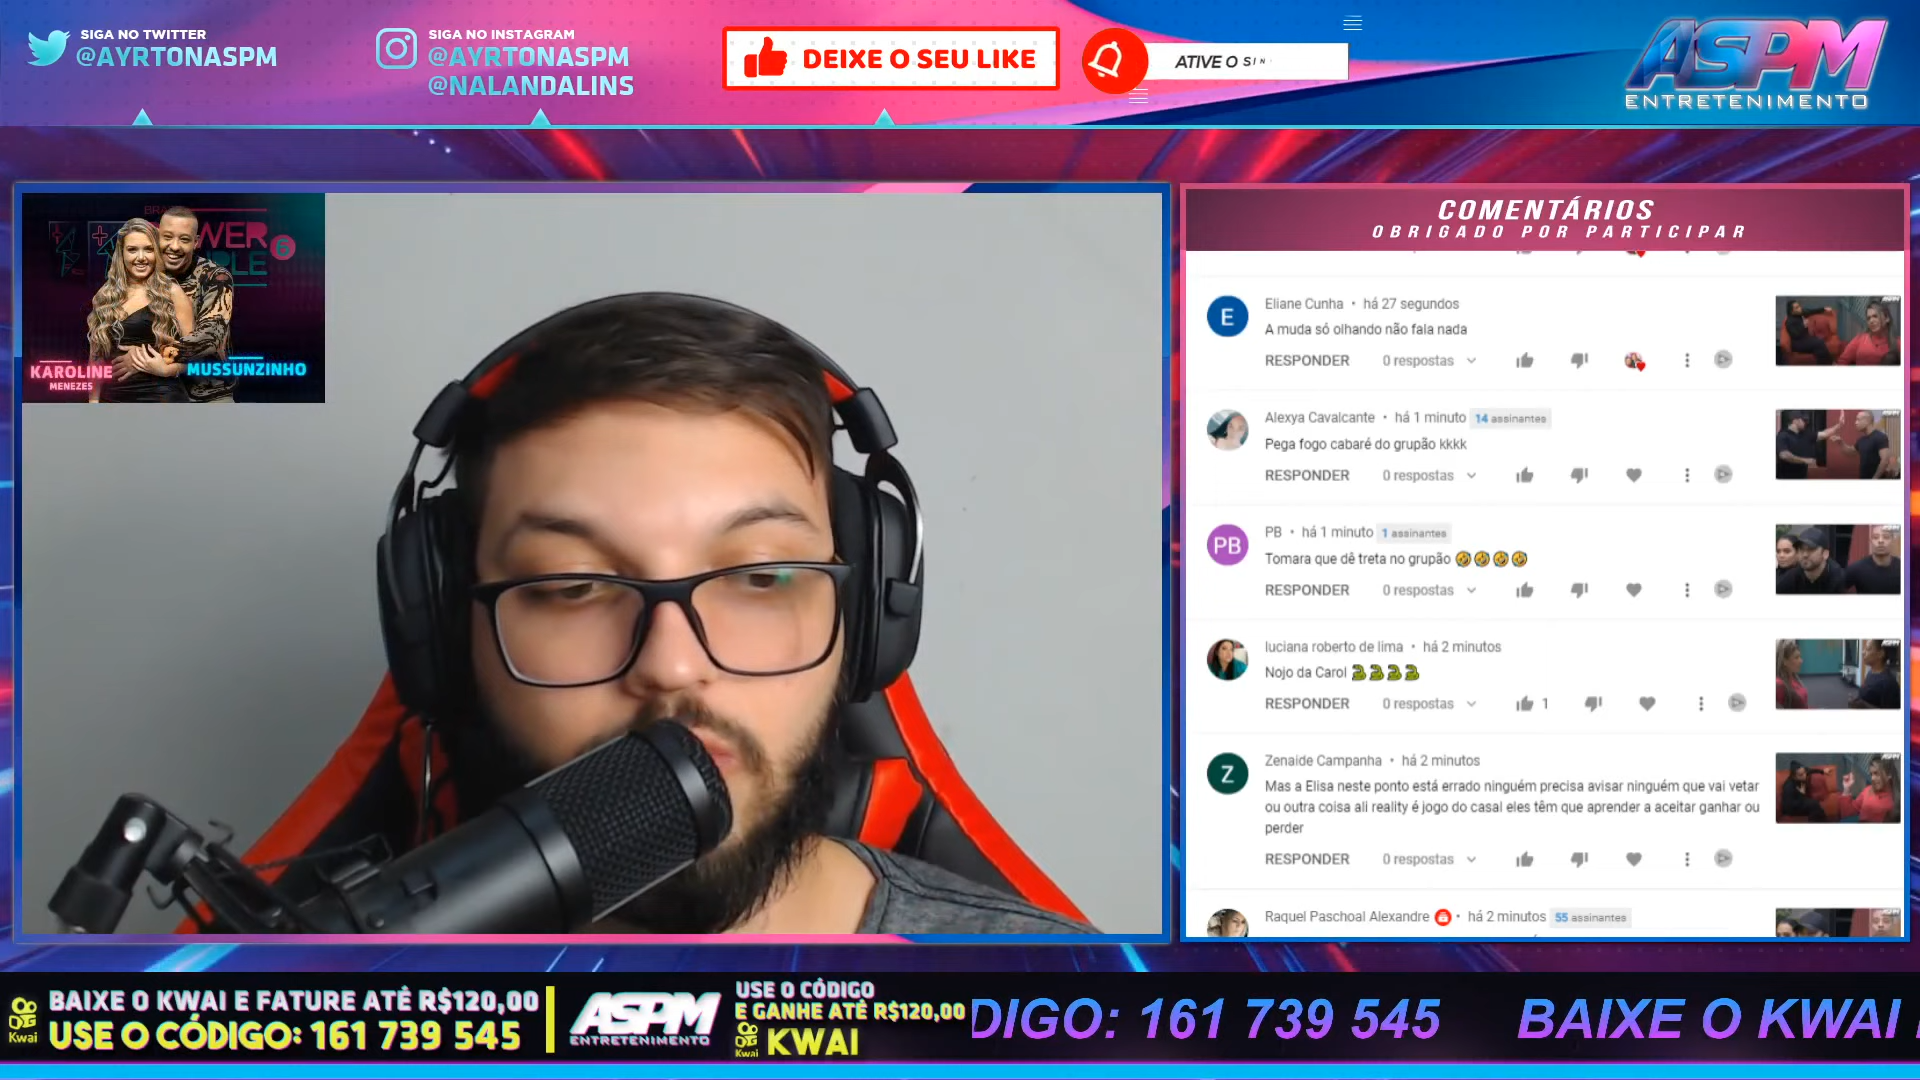 SIGA NO TWITTER
@AYRTONASPM
SIGA NO INSTAGRAM
@AYRTONASPM
@NALANDALINS
DEIXE O SEU LIKE
ATIVE O SIN
ASPM
ENTRETENIMENTO
KAROLINE
MENEZES
MUSSUNZINHO
COMENTÁRIOS
OBRIGADO POR PARTICIPAR
Eliane Cunha • há 27 segundos
A muda só olhando não fala nada
RESPONDER 0 respostas
Alexya Cavalcante • há 1 minuto 14 assinantes
Pega fogo cabaré do grupão kkkk
RESPONDER 0 respostas
PB • há 1 minuto 1 assinantes
Tomara que dê treta no grupão 🤣🤣🤣🤣
RESPONDER 0 respostas
luciana roberto de lima • há 2 minutos
Nojo da Carol 🐍🐍🐍🐍
RESPONDER 0 respostas 1
Zenaide Campanha • há 2 minutos
Mas a Elisa neste ponto está errado ninguém precisa avisar ninguém que vai vetar
ou outra coisa ali reality é jogo do casal eles têm que aprender a aceitar ganhar ou
perder
RESPONDER 0 respostas
Raquel Paschoal Alexandre • há 2 minutos 55 assinantes
Kwai
BAIXE O KWAI E FATURE ATÉ R$120,00
USE O CÓDIGO: 161 739 545
ASPM
ENTRETENIMENTO
USE O CÓDIGO
E GANHE ATÉ R$120,00
Kwai KWAI
DIGO: 161 739 545 BAIXE O KWAI